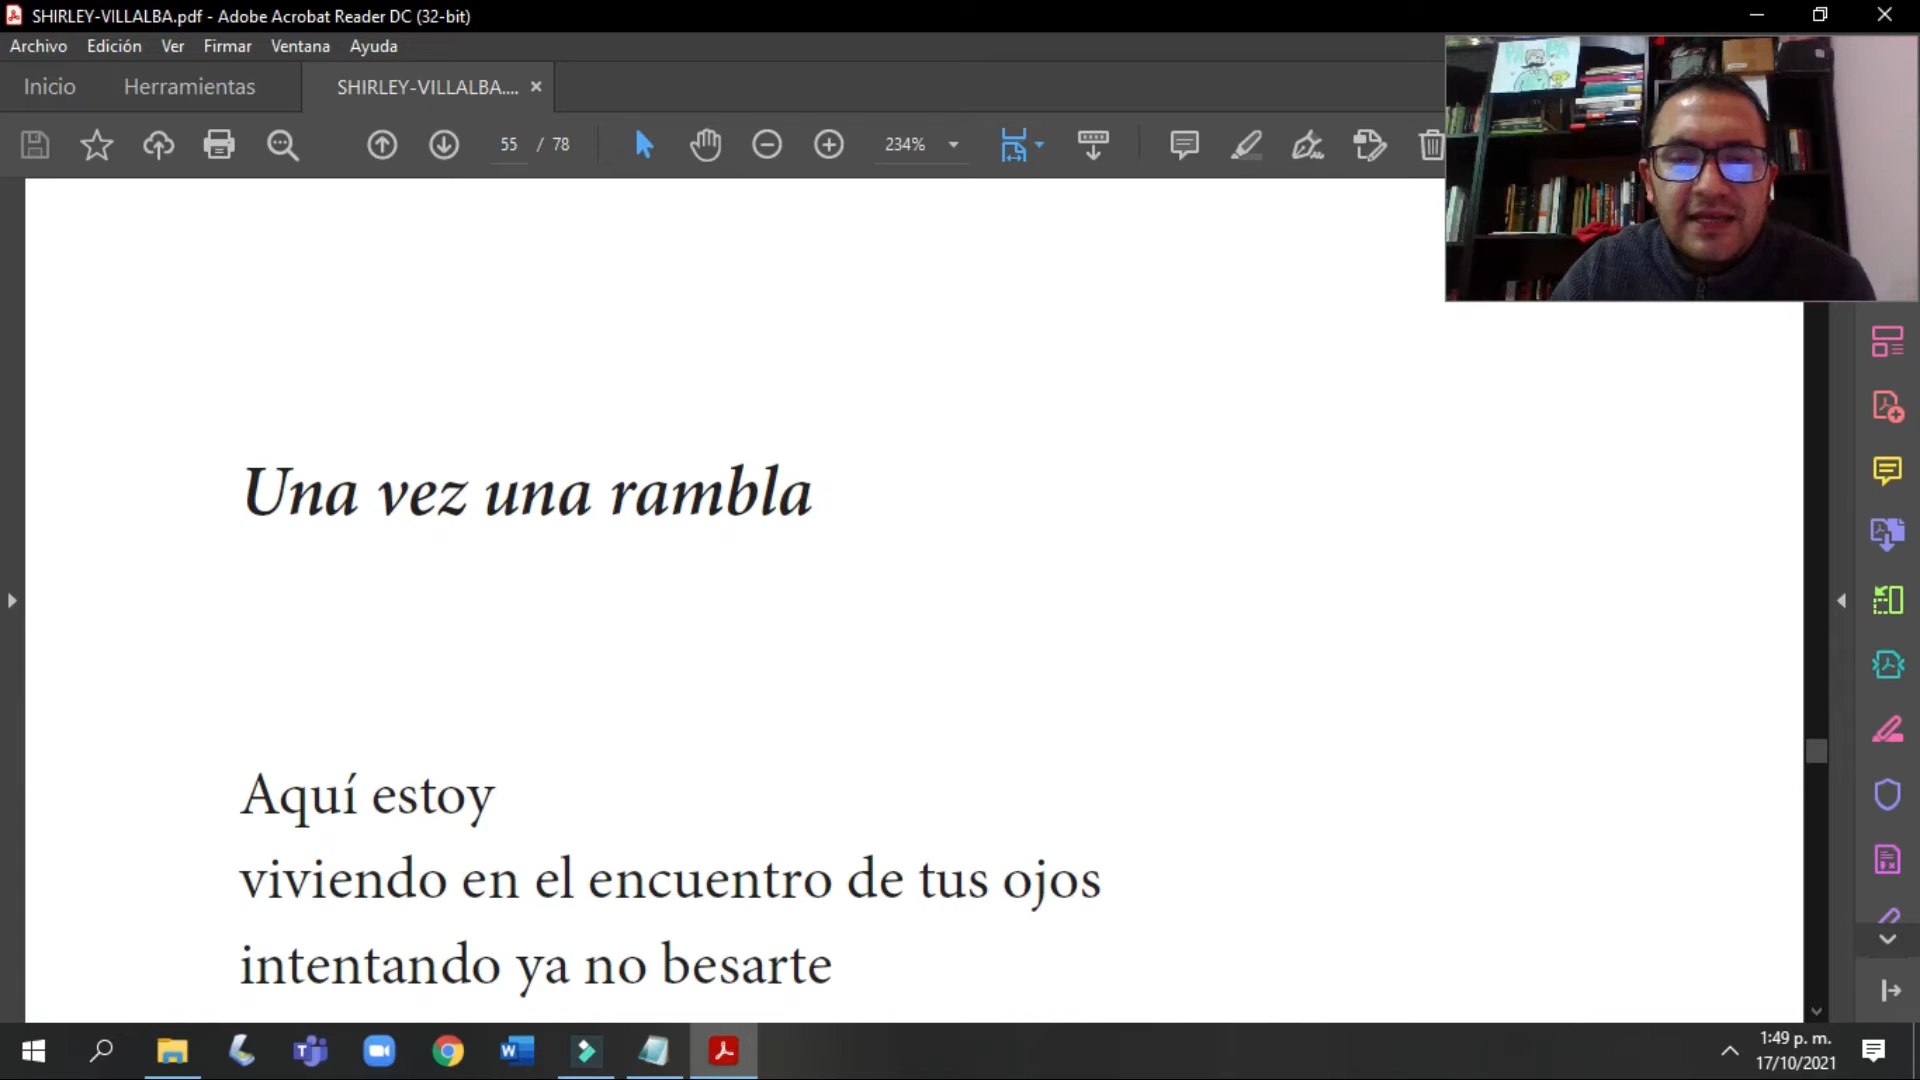 SHIRLEY-VILLALBA.pdf - Adobe Acrobat Reader DC (32-bit)
Archivo Edición Ver Firmar Ventana Ayuda
Inicio Herramientas SHIRLEY-VILLALBA....
55 / 78 234%
Una vez una rambla
Aquí estoy
viviendo en el encuentro de tus ojos
intentando ya no besarte
1:49 p. m.
17/10/2021